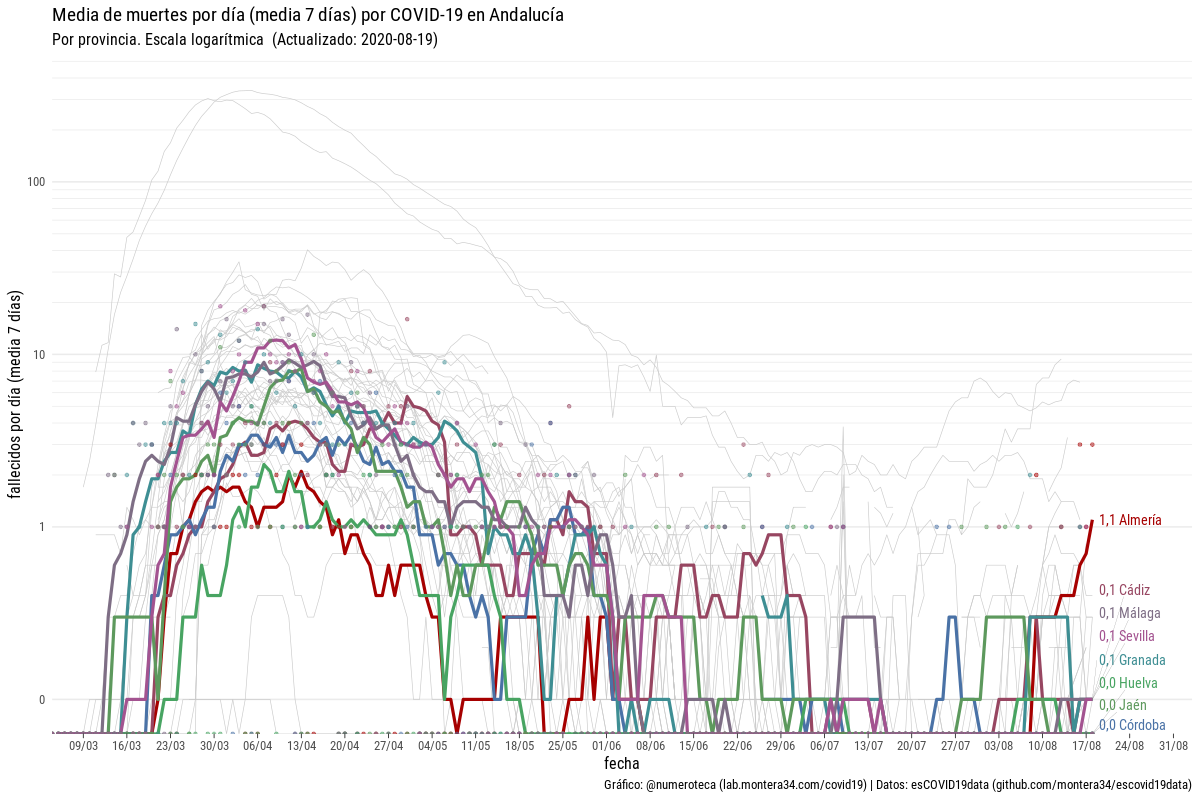 Media de muertes por día (media 7 días) por COVID-19 en Andalucía
Por provincia. Escala logarítmica  (Actualizado: 2020-08-19)
fallecidos por día (media  7 días)
100
10
1
0
1,1 Almería
0,1 Cádiz
0,1 Málaga
0,1 Sevilla
0,1 Granada
0,0 Huelva
0,0 Jaén
0,0 Córdoba
09/03 16/03 23/03 30/03 06/04 13/04 20/04 27/04 04/05 11/05 18/05 25/05 01/06 08/06 15/06 22/06 29/06 06/07 13/07 20/07 27/07 03/08 10/08 17/08 24/08 31/08
fecha
Gráfico: @numeroteca (lab.montera34.com/covid19) | Datos: esCOVID19data (github.com/montera34/escovid19data)